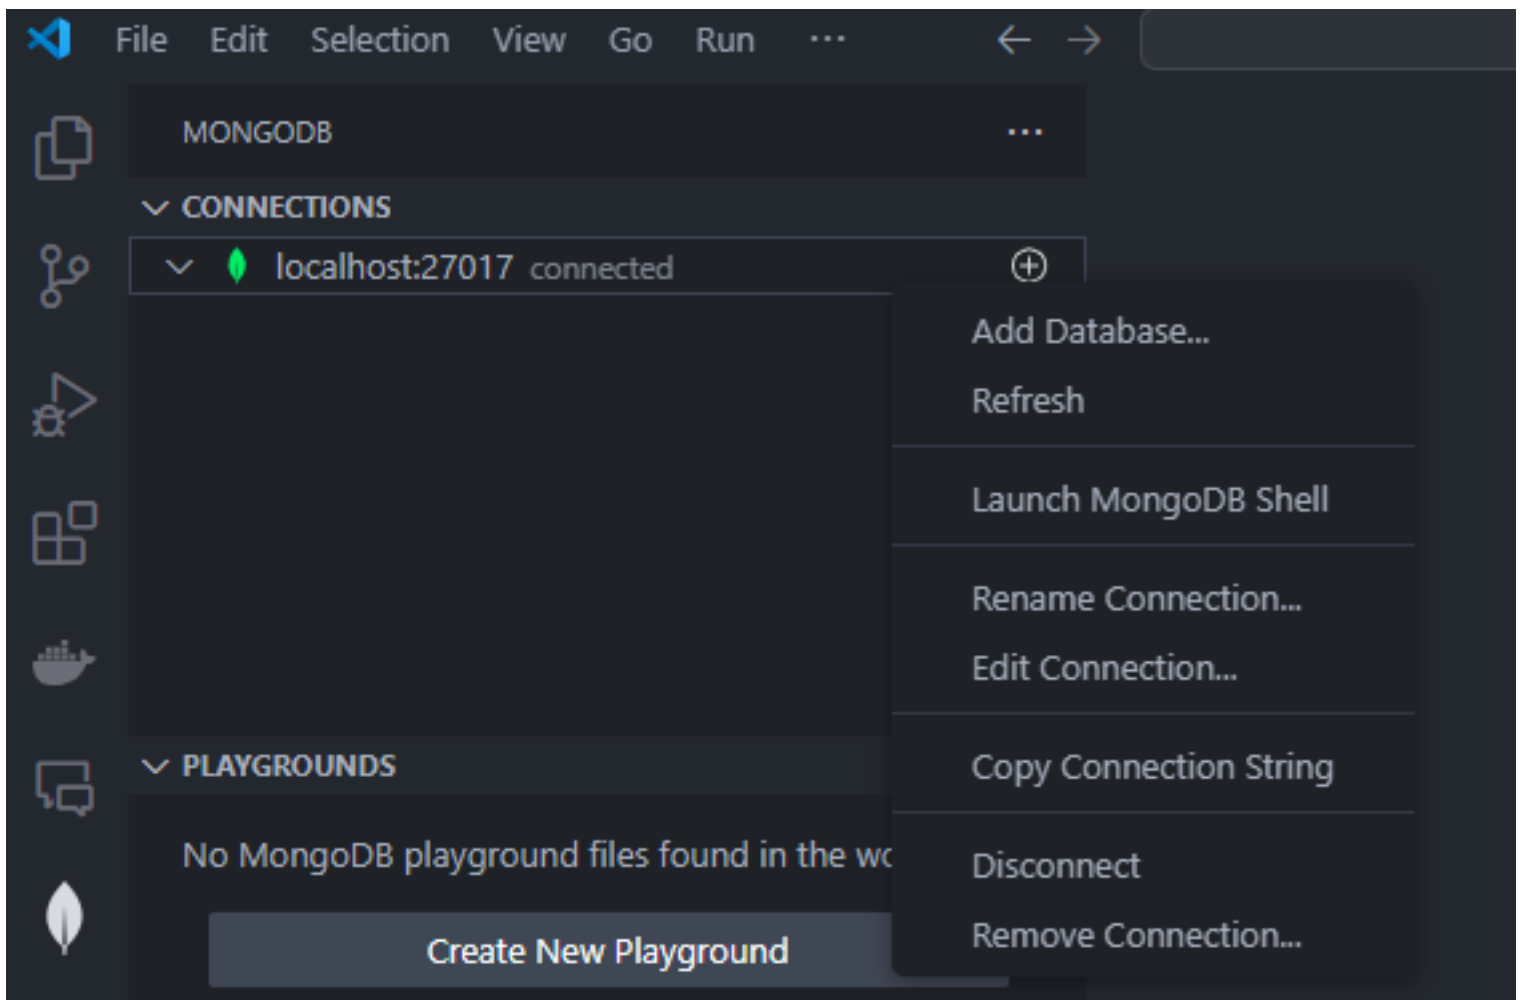 File Edit Selection View Go Run ...
MONGODB ...
CONNECTIONS
localhost:27017 connected
Add Database...
Refresh
Launch MongoDB Shell
Rename Connection...
Edit Connection...
Copy Connection String
Disconnect
Remove Connection...
PLAYGROUNDS
No MongoDB playground files found in the
Create New Playground